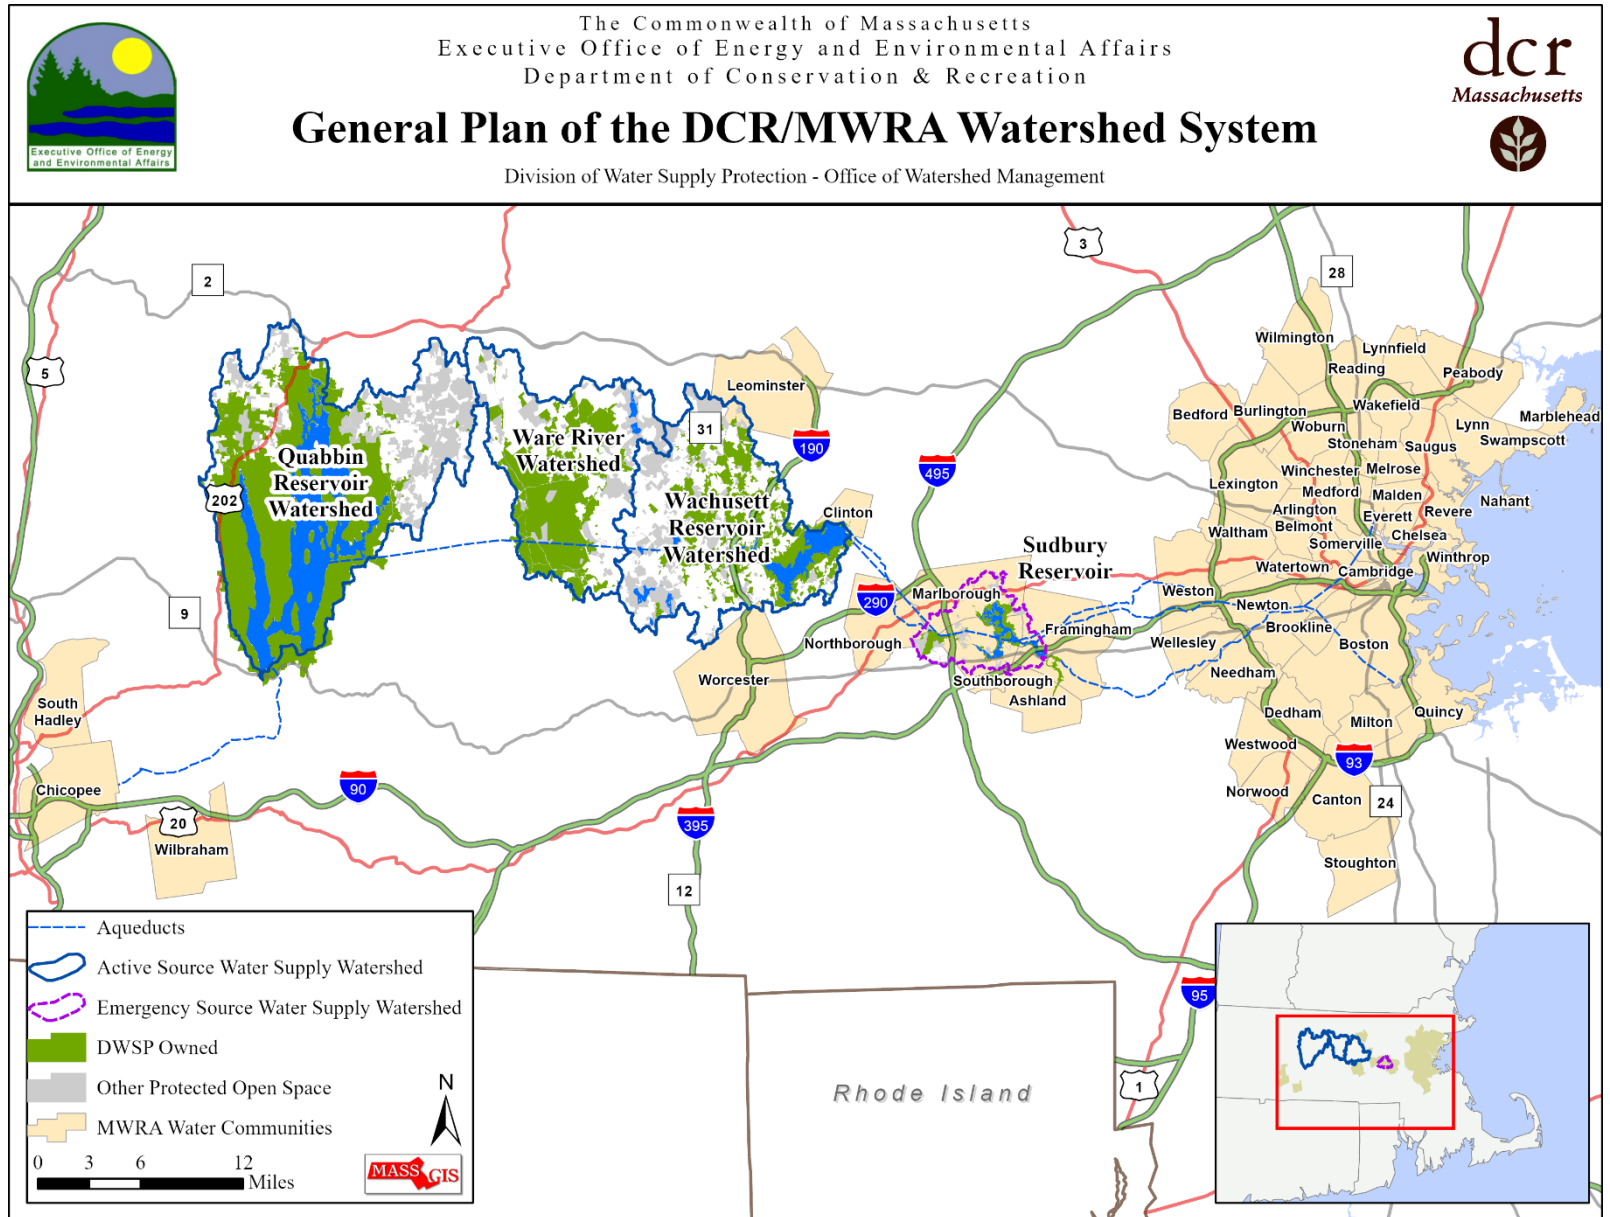 The Commonwealth of Massachusetts
Executive Office of Energy and Environmental Affairs
Department of Conservation & Recreation
General Plan of the DCR/MWRA Watershed System
Division of Water Supply Protection - Office of Watershed Management
Executive Office of Energy
and Environmental Affairs
dcr
Massachusetts
3
2
28
5
Wilmington
Lynnfield
Reading
Peabody
Leominster
Wakefield
Bedford
Burlington
Marblehead
Woburn
Lynn
31
Ware River
Watershed
190
Stoneham
Saugus
Swampscott
Quabbin
Reservoir
Watershed
202
495
Winchester
Melrose
Lexington
Medford
Malden
Nahant
Wachusett
Reservoir
Watershed
Clinton
Arlington
Everett
Revere
Belmont
Waltham
Somerville
Chelsea
Sudbury
Reservoir
Winthrop
Watertown
Cambridge
9
290
Marlborough
Weston
Newton
Northborough
Framingham
Brookline
Wellesley
Boston
Worcester
Southborough
Needham
Ashland
South
Hadley
Dedham
Milton
Quincy
Westwood
93
Chicopee
90
Norwood
Canton
24
20
395
Wilbraham
Stoughton
12
Aqueducts
Active Source Water Supply Watershed
Emergency Source Water Supply Watershed
DWSP Owned
Other Protected Open Space
MWRA Water Communities
N
0 3 6 12
Miles
MASS GIS
95
1
Rhode Island